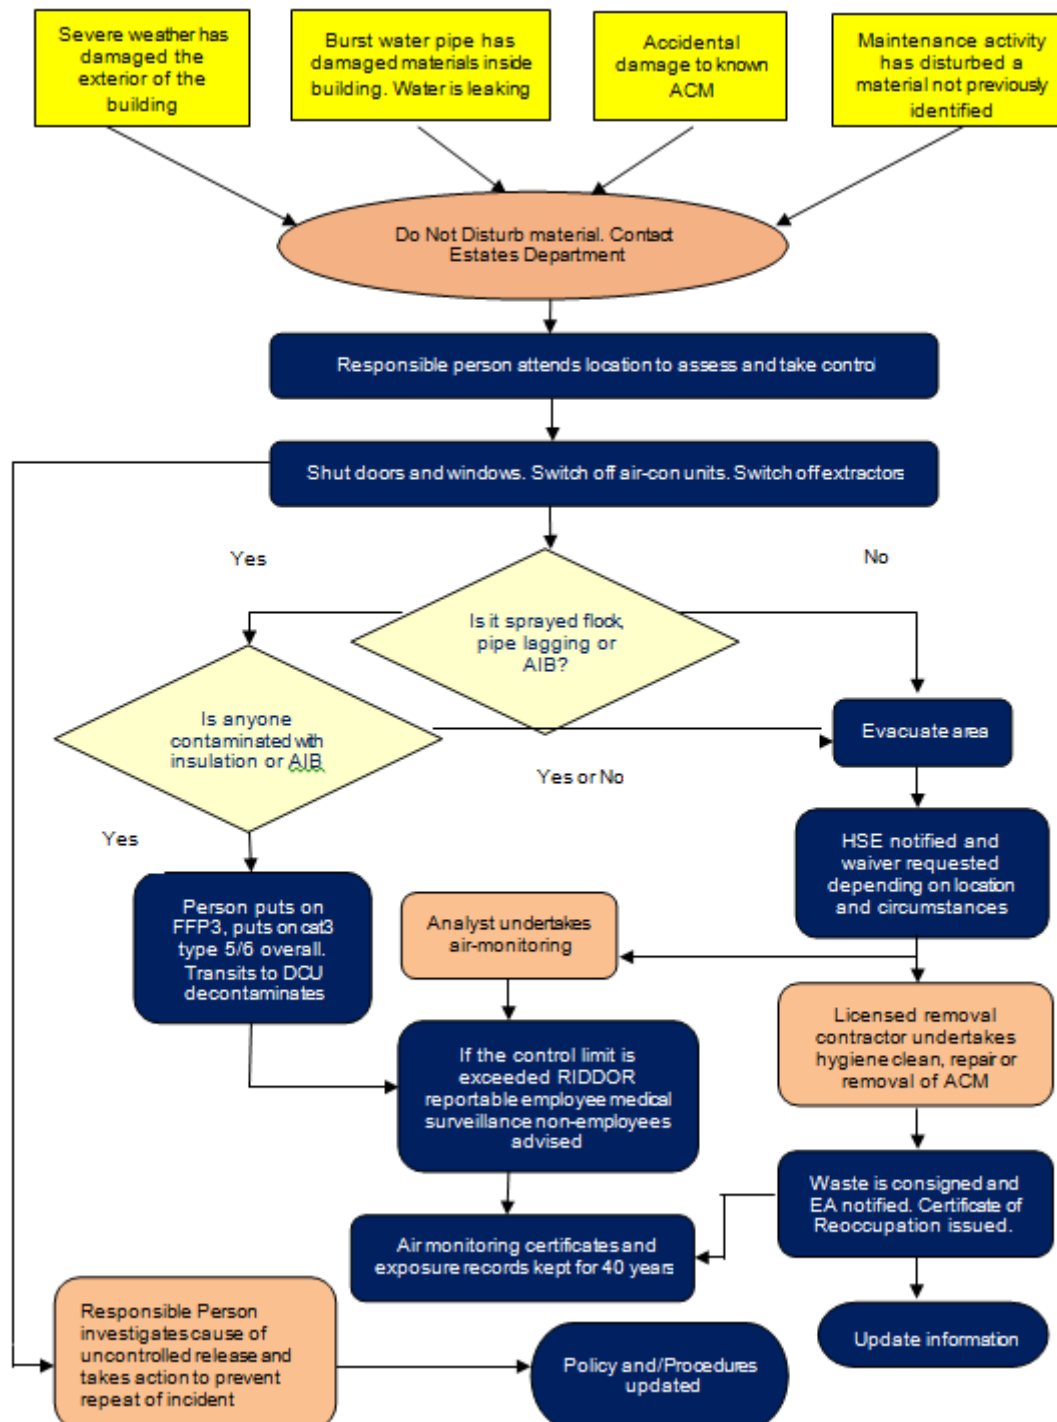 Severe weather has
damaged the
exterior of the
building
Burst water pipe has
damaged materials inside
building. Water is leaking
Accidental
damage to known
ACM
Maintenance activity
has disturbed a
material not previously
identified
Do Not Disturb material. Contact
Estates Department
Responsible person attends location to assess and take control
Shut doors and windows. Switch off air-con units. Switch off extractors
Yes
No
Is it sprayed flock,
pipe lagging or
AIB?
Is anyone
contaminated with
insulation or AIB
Evacuate area
Yes or No
Yes
HSE notified and
waiver requested
depending on location
and circumstances
Person puts on
FFP3, puts on cat3
type 5/6 overall.
Transits to DCU
decontaminates
Analyst undertakes
air-monitoring
Licensed removal
contractor undertakes
hygiene clean, repair or
removal of ACM
If the control limit is
exceeded RIDDOR
reportable employee medical
surveillance non-employees
advised
Waste is consigned and
EA notified. Certificate of
Reoccupation issued.
Air monitoring certificates and
exposure records kept for 40 years
Responsible Person
investigates cause of
uncontrolled release and
takes action to prevent
repeat of incident
Policy and/Procedures
updated
Update information